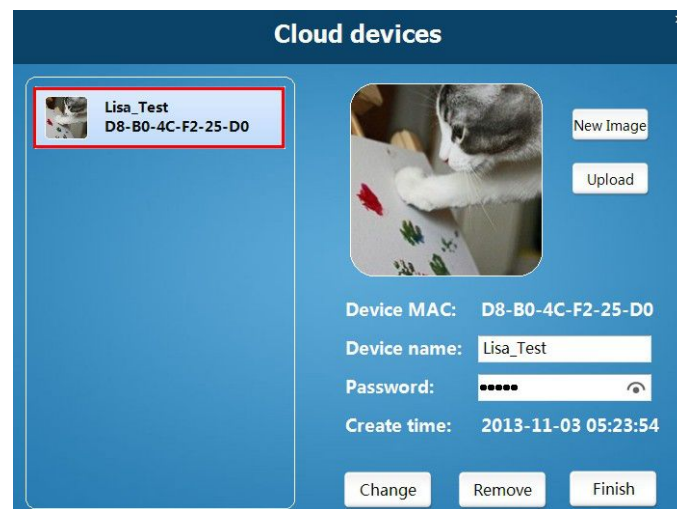 Cloud devices
Lisa_Test
D8-B0-4C-F2-25-D0
New Image
Upload
Device MAC: D8-B0-4C-F2-25-D0
Device name: Lisa_Test
Password: •••••
Create time: 2013-11-03 05:23:54
Change Remove Finish